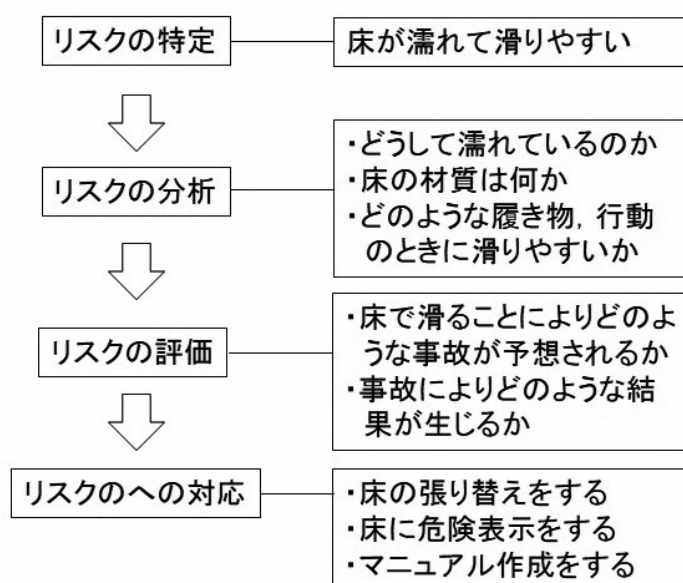 リスクの特定
床が濡れて滑りやすい
リスクの分析
・どうして濡れているのか
・床の材質は何か
・どのような履き物，行動
のときに滑りやすいか
リスクの評価
・床で滑ることによりどのよ
うな事故が予想されるか
・事故によりどのような結
果が生じるか
リスクのへの対応
・床の張り替えをする
・床に危険表示をする
・マニュアル作成をする